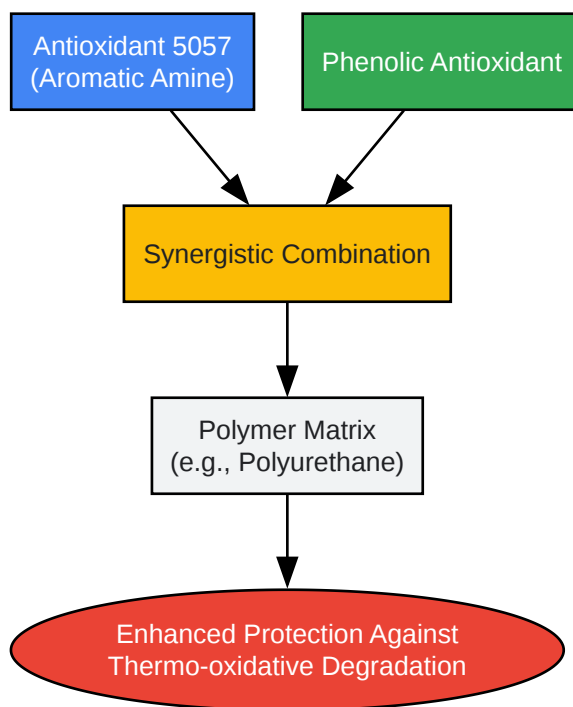 Antioxidant 5057
(Aromatic Amine)
Phenolic Antioxidant
Synergistic Combination
Polymer Matrix
(e.g., Polyurethane)
Enhanced Protection Against
Thermo-oxidative Degradation